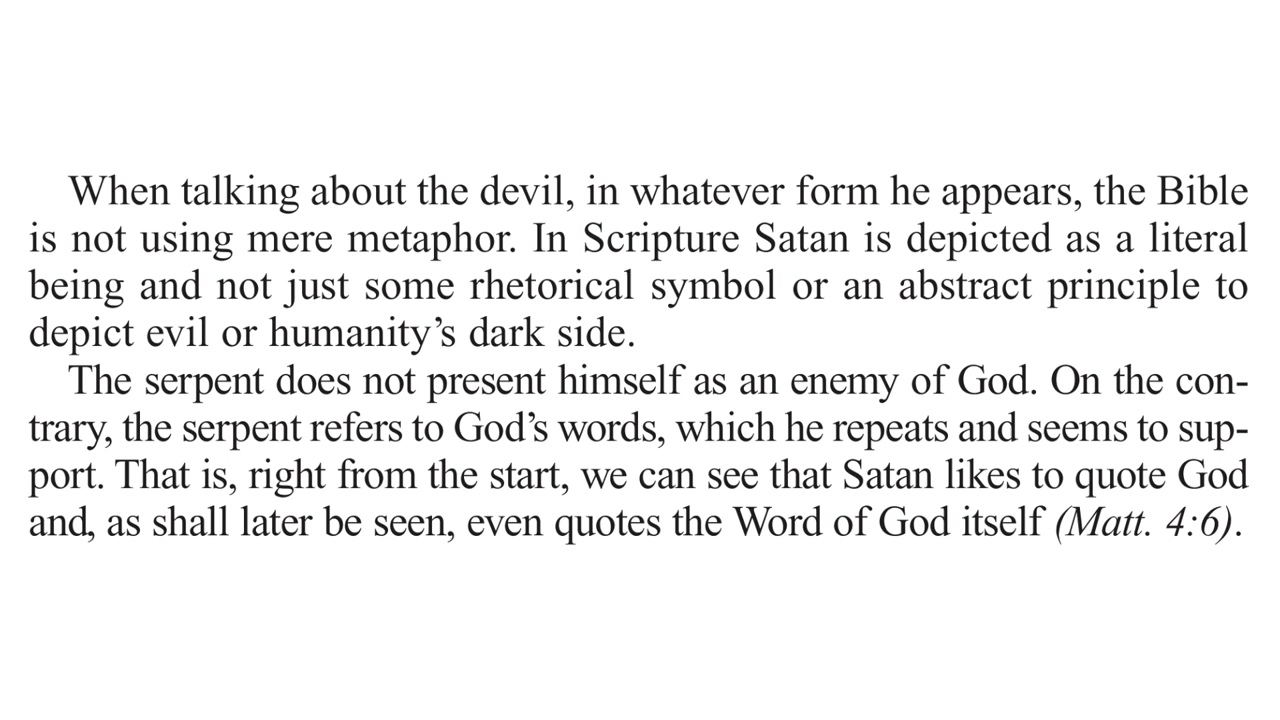 When talking about the devil, in whatever form he appears, the Bible
is not using mere metaphor. In Scripture Satan is depicted as a literal
being and not just some rhetorical symbol or an abstract principle to
depict evil or humanity’s dark side.
The serpent does not present himself as an enemy of God. On the con-
trary, the serpent refers to God’s words, which he repeats and seems to sup-
port. That is, right from the start, we can see that Satan likes to quote God
and, as shall later be seen, even quotes the Word of God itself (Matt. 4:6).